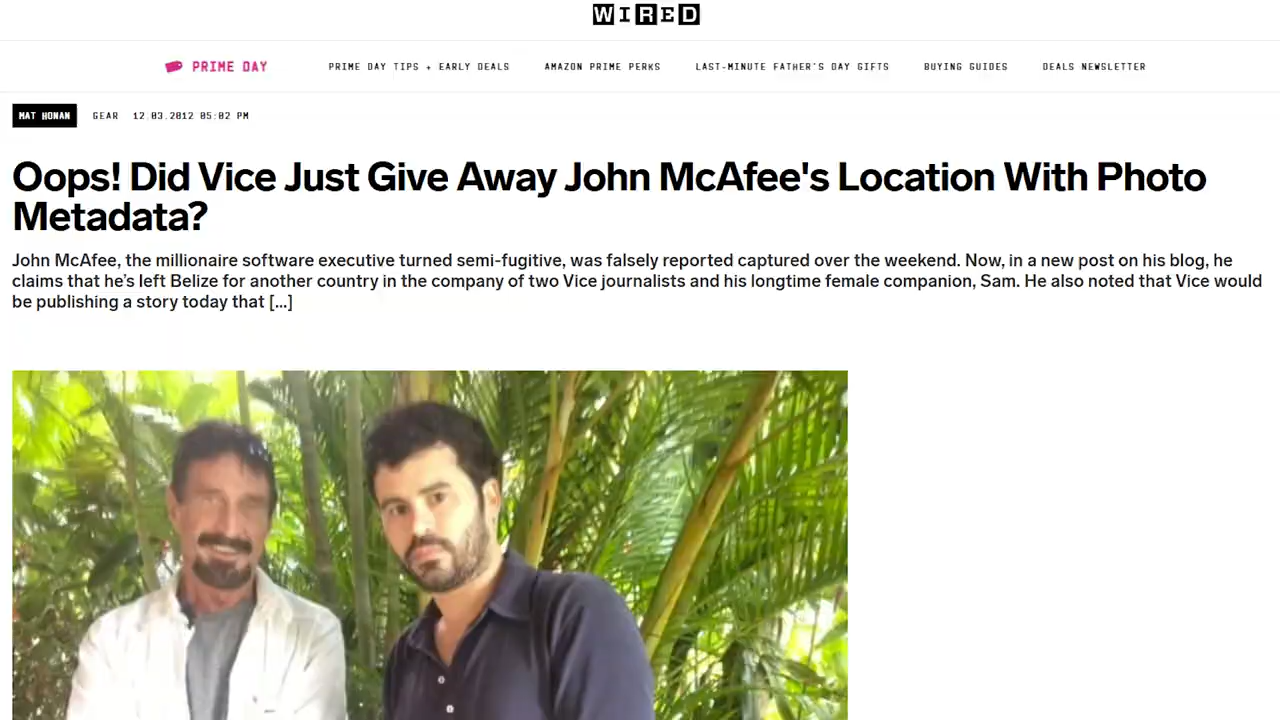 WIRED
PRIME DAY
PRIME DAY TIPS + EARLY DEALS
AMAZON PRIME PERKS
LAST-MINUTE FATHER'S DAY GIFTS
BUYING GUIDES
DEALS NEWSLETTER
MAT HONAN
GEAR
12.03.2012 05:02 PM
Oops! Did Vice Just Give Away John McAfee's Location With Photo
Metadata?
John McAfee, the millionaire software executive turned semi-fugitive, was falsely reported captured over the weekend. Now, in a new post on his blog, he
claims that he’s left Belize for another country in the company of two Vice journalists and his longtime female companion, Sam. He also noted that Vice would
be publishing a story today that [...]